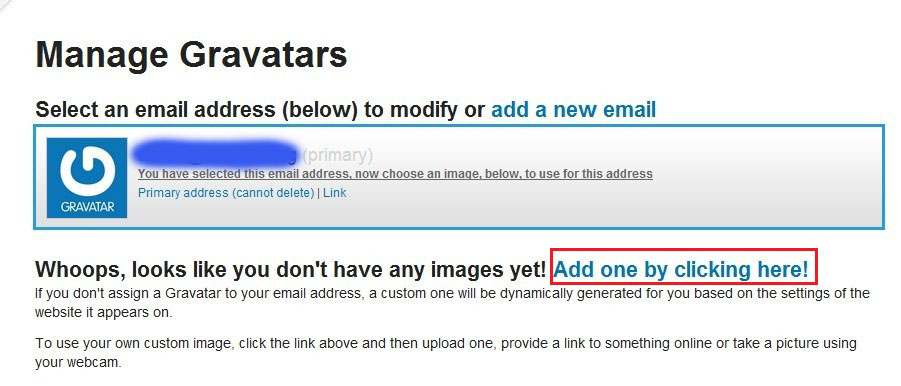 Manage Gravatars
Select an email address (below) to modify or add a new email
(primary)
You have selected this email address, now choose an image, below, to use for this address
GRAVATAR
Primary address (cannot delete) | Link
Whoops, looks like you don't have any images yet! Add one by clicking here!
If you don't assign a Gravatar to your email address, a custom one will be dynamically generated for you based on the settings of the
website it appears on.
To use your own custom image, click the link above and then upload one, provide a link to something online or take a picture using
your webcam.